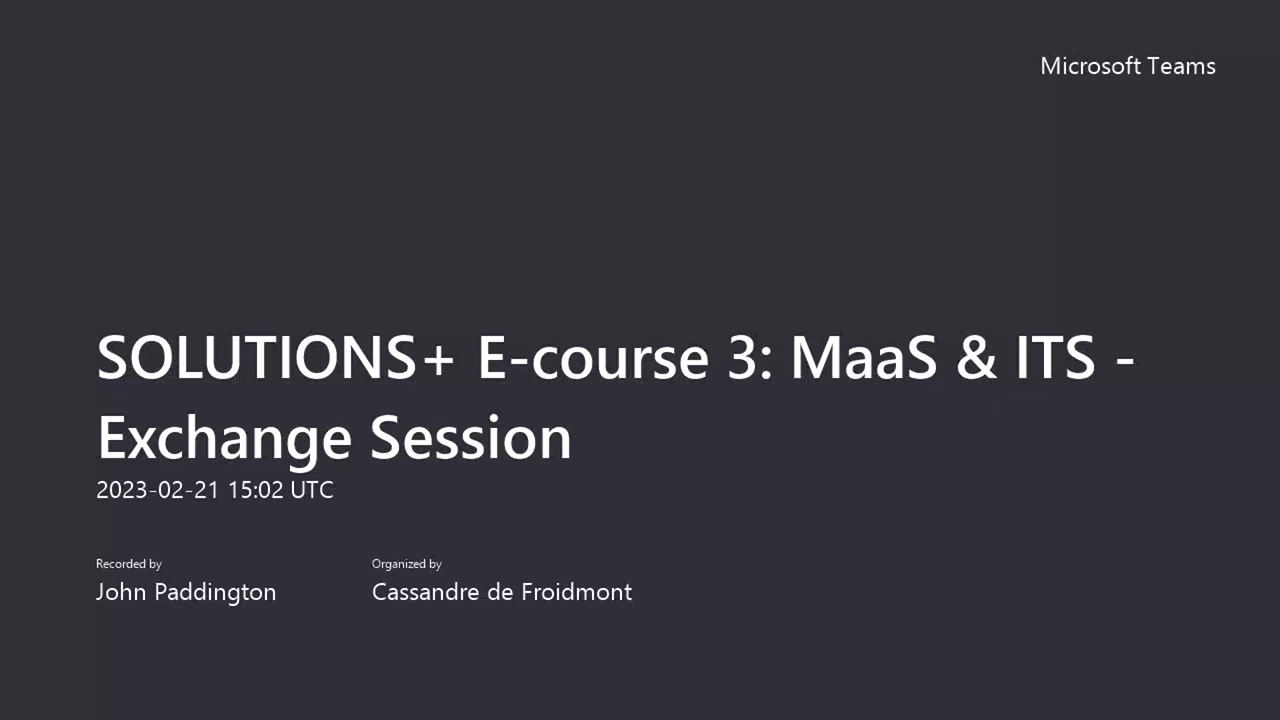 Microsoft Teams
SOLUTIONS+ E-course 3: MaaS & ITS -
Exchange Session
2023-02-21 15:02 UTC
Recorded by
John Paddington
Organized by
Cassandre de Froidmont